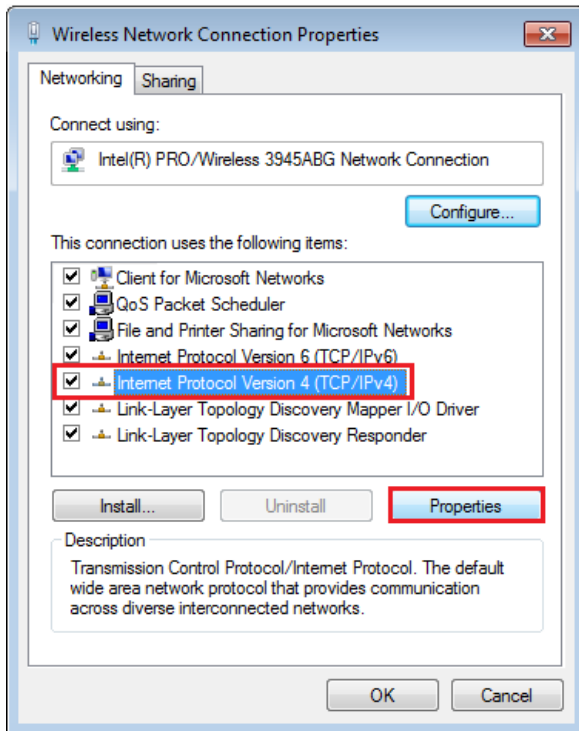 Wireless Network Connection Properties
Networking
Sharing
Connect using:
Intel(R) PRO/Wireless 3945ABG Network Connection
Configure...
This connection uses the following items:
Client for Microsoft Networks
QoS Packet Scheduler
File and Printer Sharing for Microsoft Networks
Internet Protocol Version 6 (TCP/IPv6)
Internet Protocol Version 4 (TCP/IPv4)
Link-Layer Topology Discovery Mapper I/O Driver
Link-Layer Topology Discovery Responder
Install...
Uninstall
Properties
Description
Transmission Control Protocol/Internet Protocol. The default
wide area network protocol that provides communication
across diverse interconnected networks.
OK
Cancel